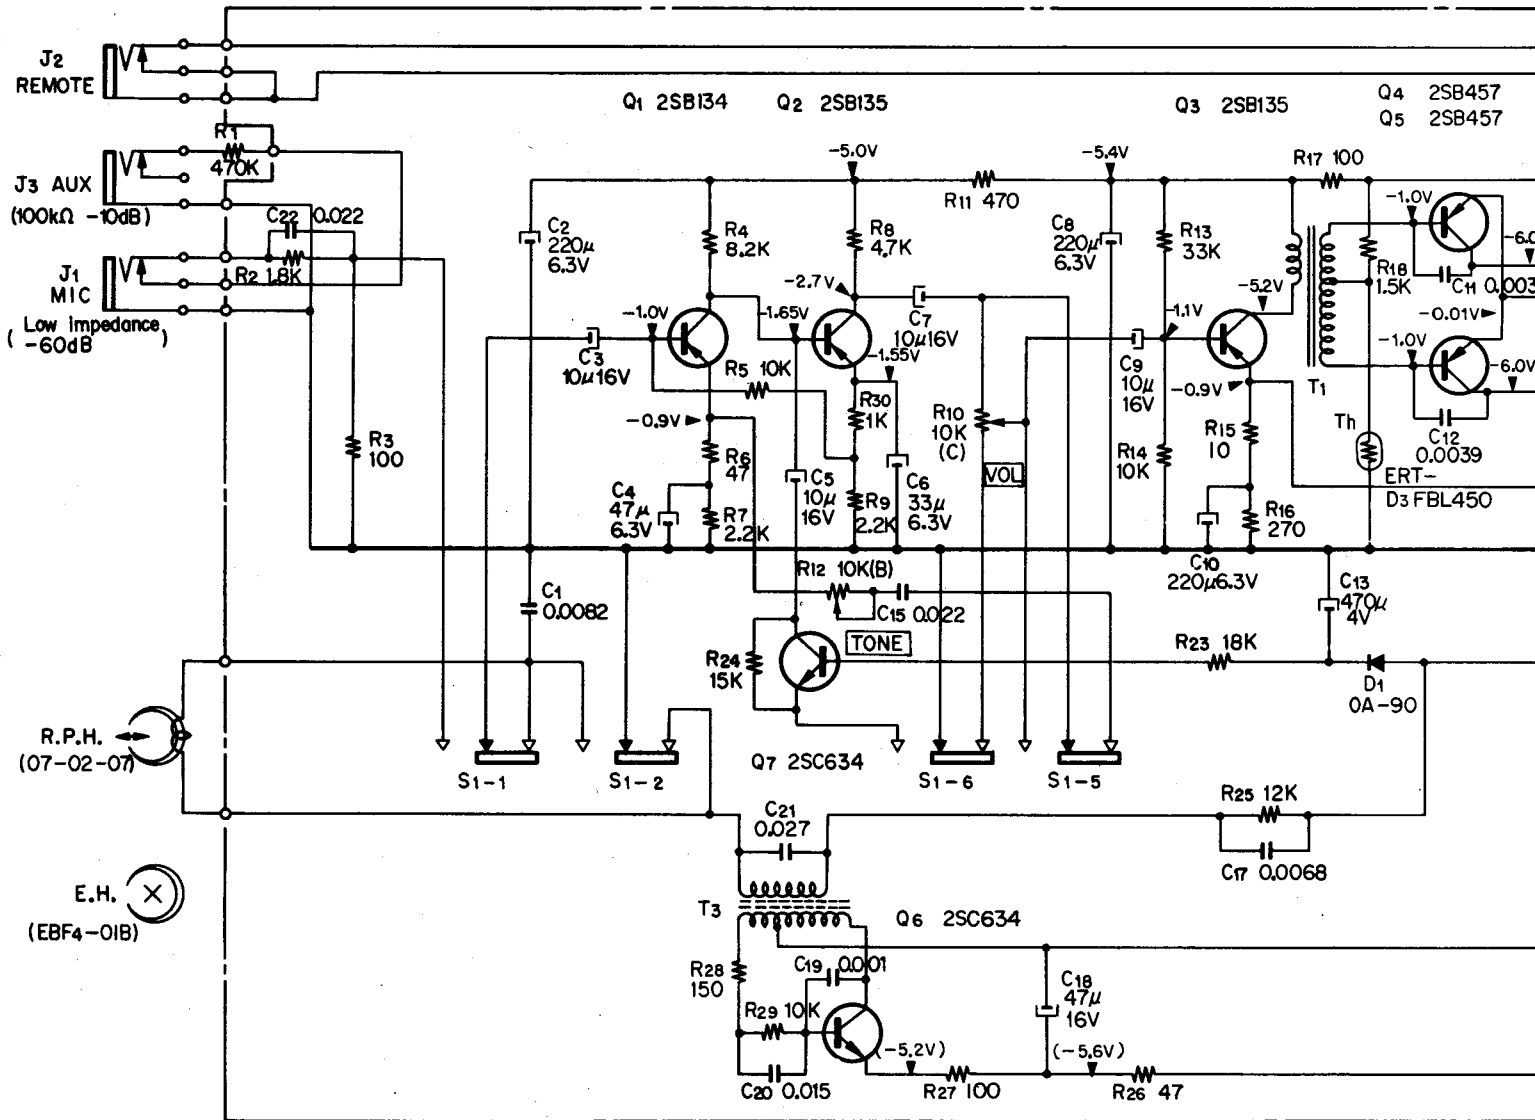 J2
REMOTE
Q1 2SB134
Q2 2SB135
Q3 2SB135
Q4 2SB457
Q5 2SB457
R1
470K
J3 AUX
(100kΩ -10dB)
C22 0.022
R2 1.8K
J1
MIC
( Low impedance )
-60dB
R3
100
C2
220µ
6.3V
R4
8.2K
-5.0V
R8
4.7K
R11 470
-5.4V
C8
220µ
6.3V
R13
33K
R17 100
-1.0V
-6.0
R18
1.5K
C11 0.003
-0.01V
-5.2V
-2.7V
-1.0V
-1.65V
C7
10µ16V
-1.1V
C3
10µ16V
R5 10K
-1.55V
C9
10µ
16V
-0.9V
T1
-1.0V
-6.0V
R30
1K
-0.9V
R10
10K
(C)
VOL
R6
47
C5
10µ
16V
R9
2.2K
C6
33µ
6.3V
R14
10K
R15
10
Th
C12
0.0039
ERT-
D3 FBL450
C4
47µ
6.3V
R7
2.2K
R16
270
C10
220µ6.3V
C1
0.0082
R12 10K(B)
C15 0.022
TONE
C13
470µ
4V
R24
15K
R23 18K
D1
OA-90
R.P.H.
(07-02-07)
S1-1
S1-2
Q7 2SC634
S1-6
S1-5
C21
0.027
R25 12K
C17 0.0068
E.H.
(EBF4-01B)
T3
Q6 2SC634
R28
150
C19 0.001
C18
47µ
16V
R29 10K
(-5.2V)
(-5.6V)
C20 0.015
R27 100
R26 47